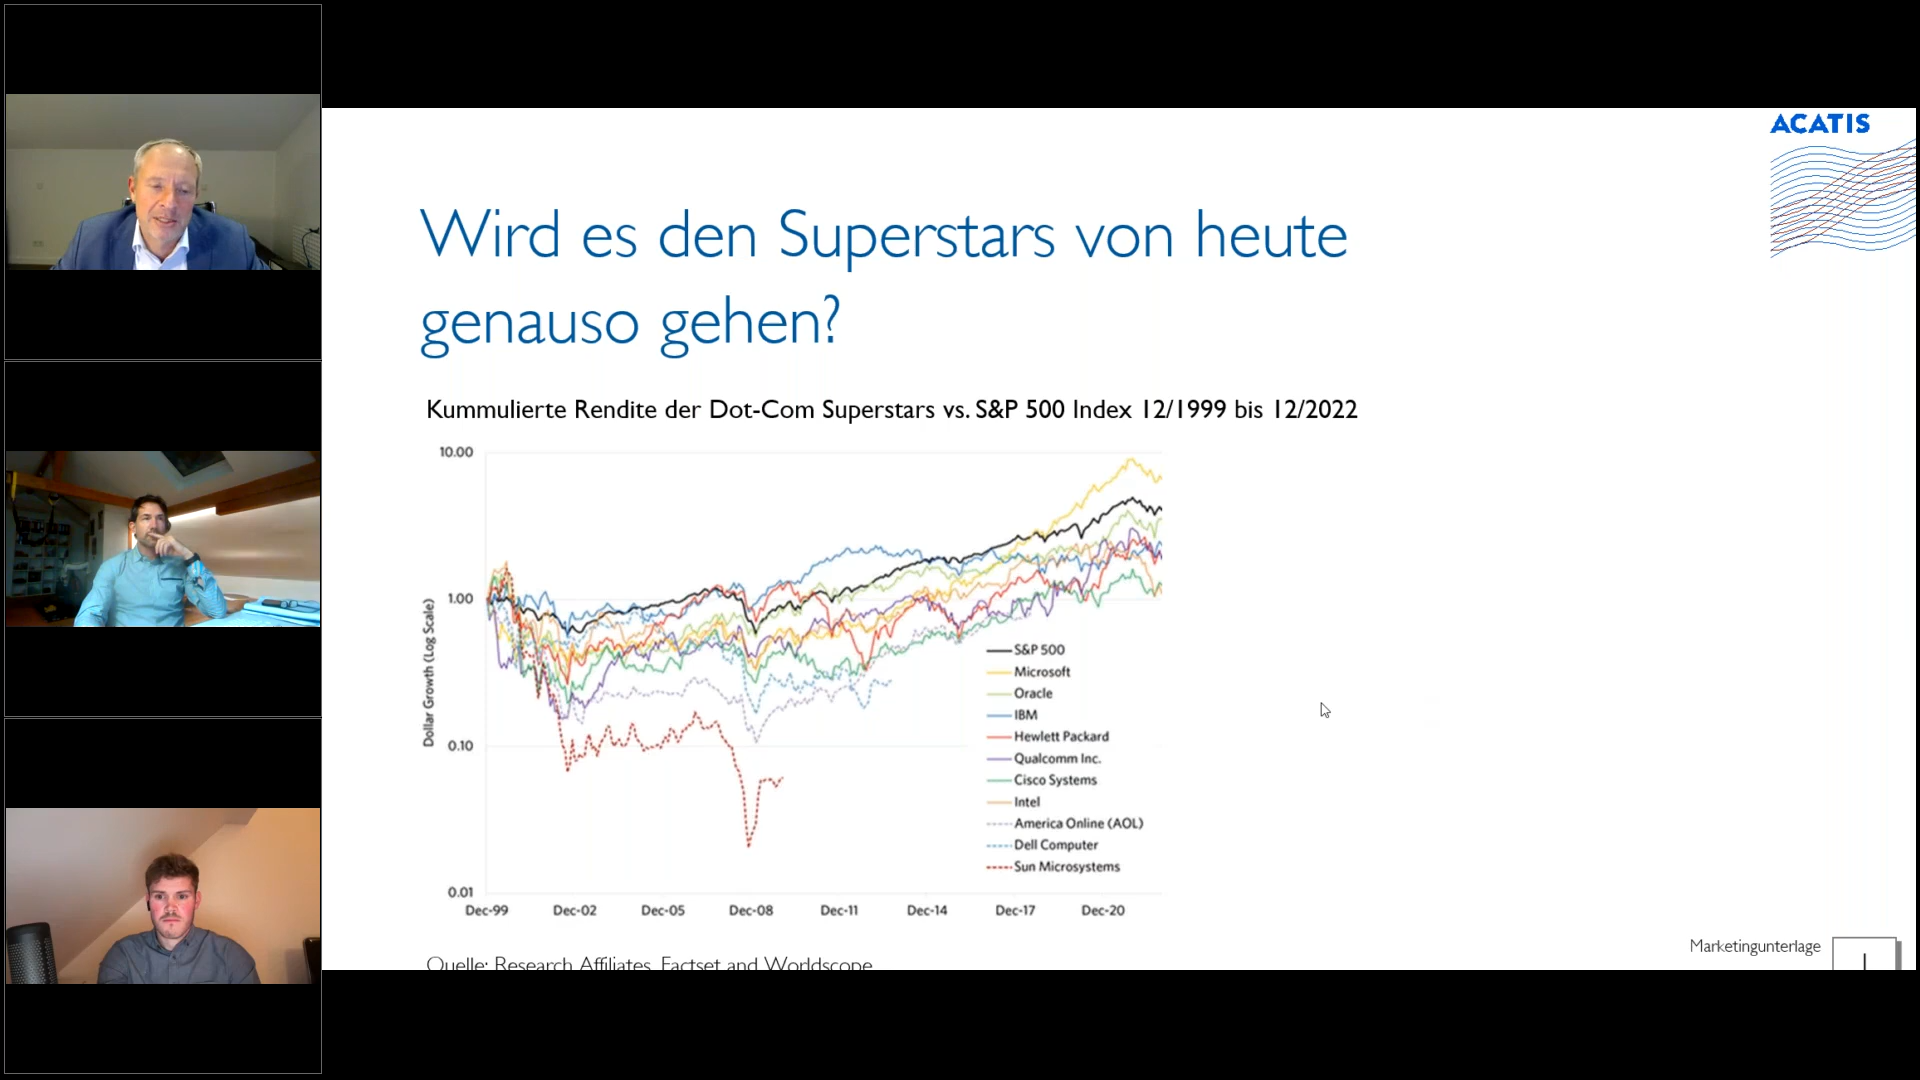 ACATIS
Wird es den Superstars von heute
genauso gehen?
Kummulierte Rendite der Dot-Com Superstars vs. S&P 500 Index 12/1999 bis 12/2022
10.00
1.00
0.10
0.01
Dollar Growth (Log Scale)
S&P 500
Microsoft
Oracle
IBM
Hewlett Packard
Qualcomm Inc.
Cisco Systems
Intel
America Online (AOL)
Dell Computer
Sun Microsystems
Dec-99 Dec-02 Dec-05 Dec-08 Dec-11 Dec-14 Dec-17 Dec-20
Marketingunterlage
Quelle: Research Affiliates, Factset and Worldscope